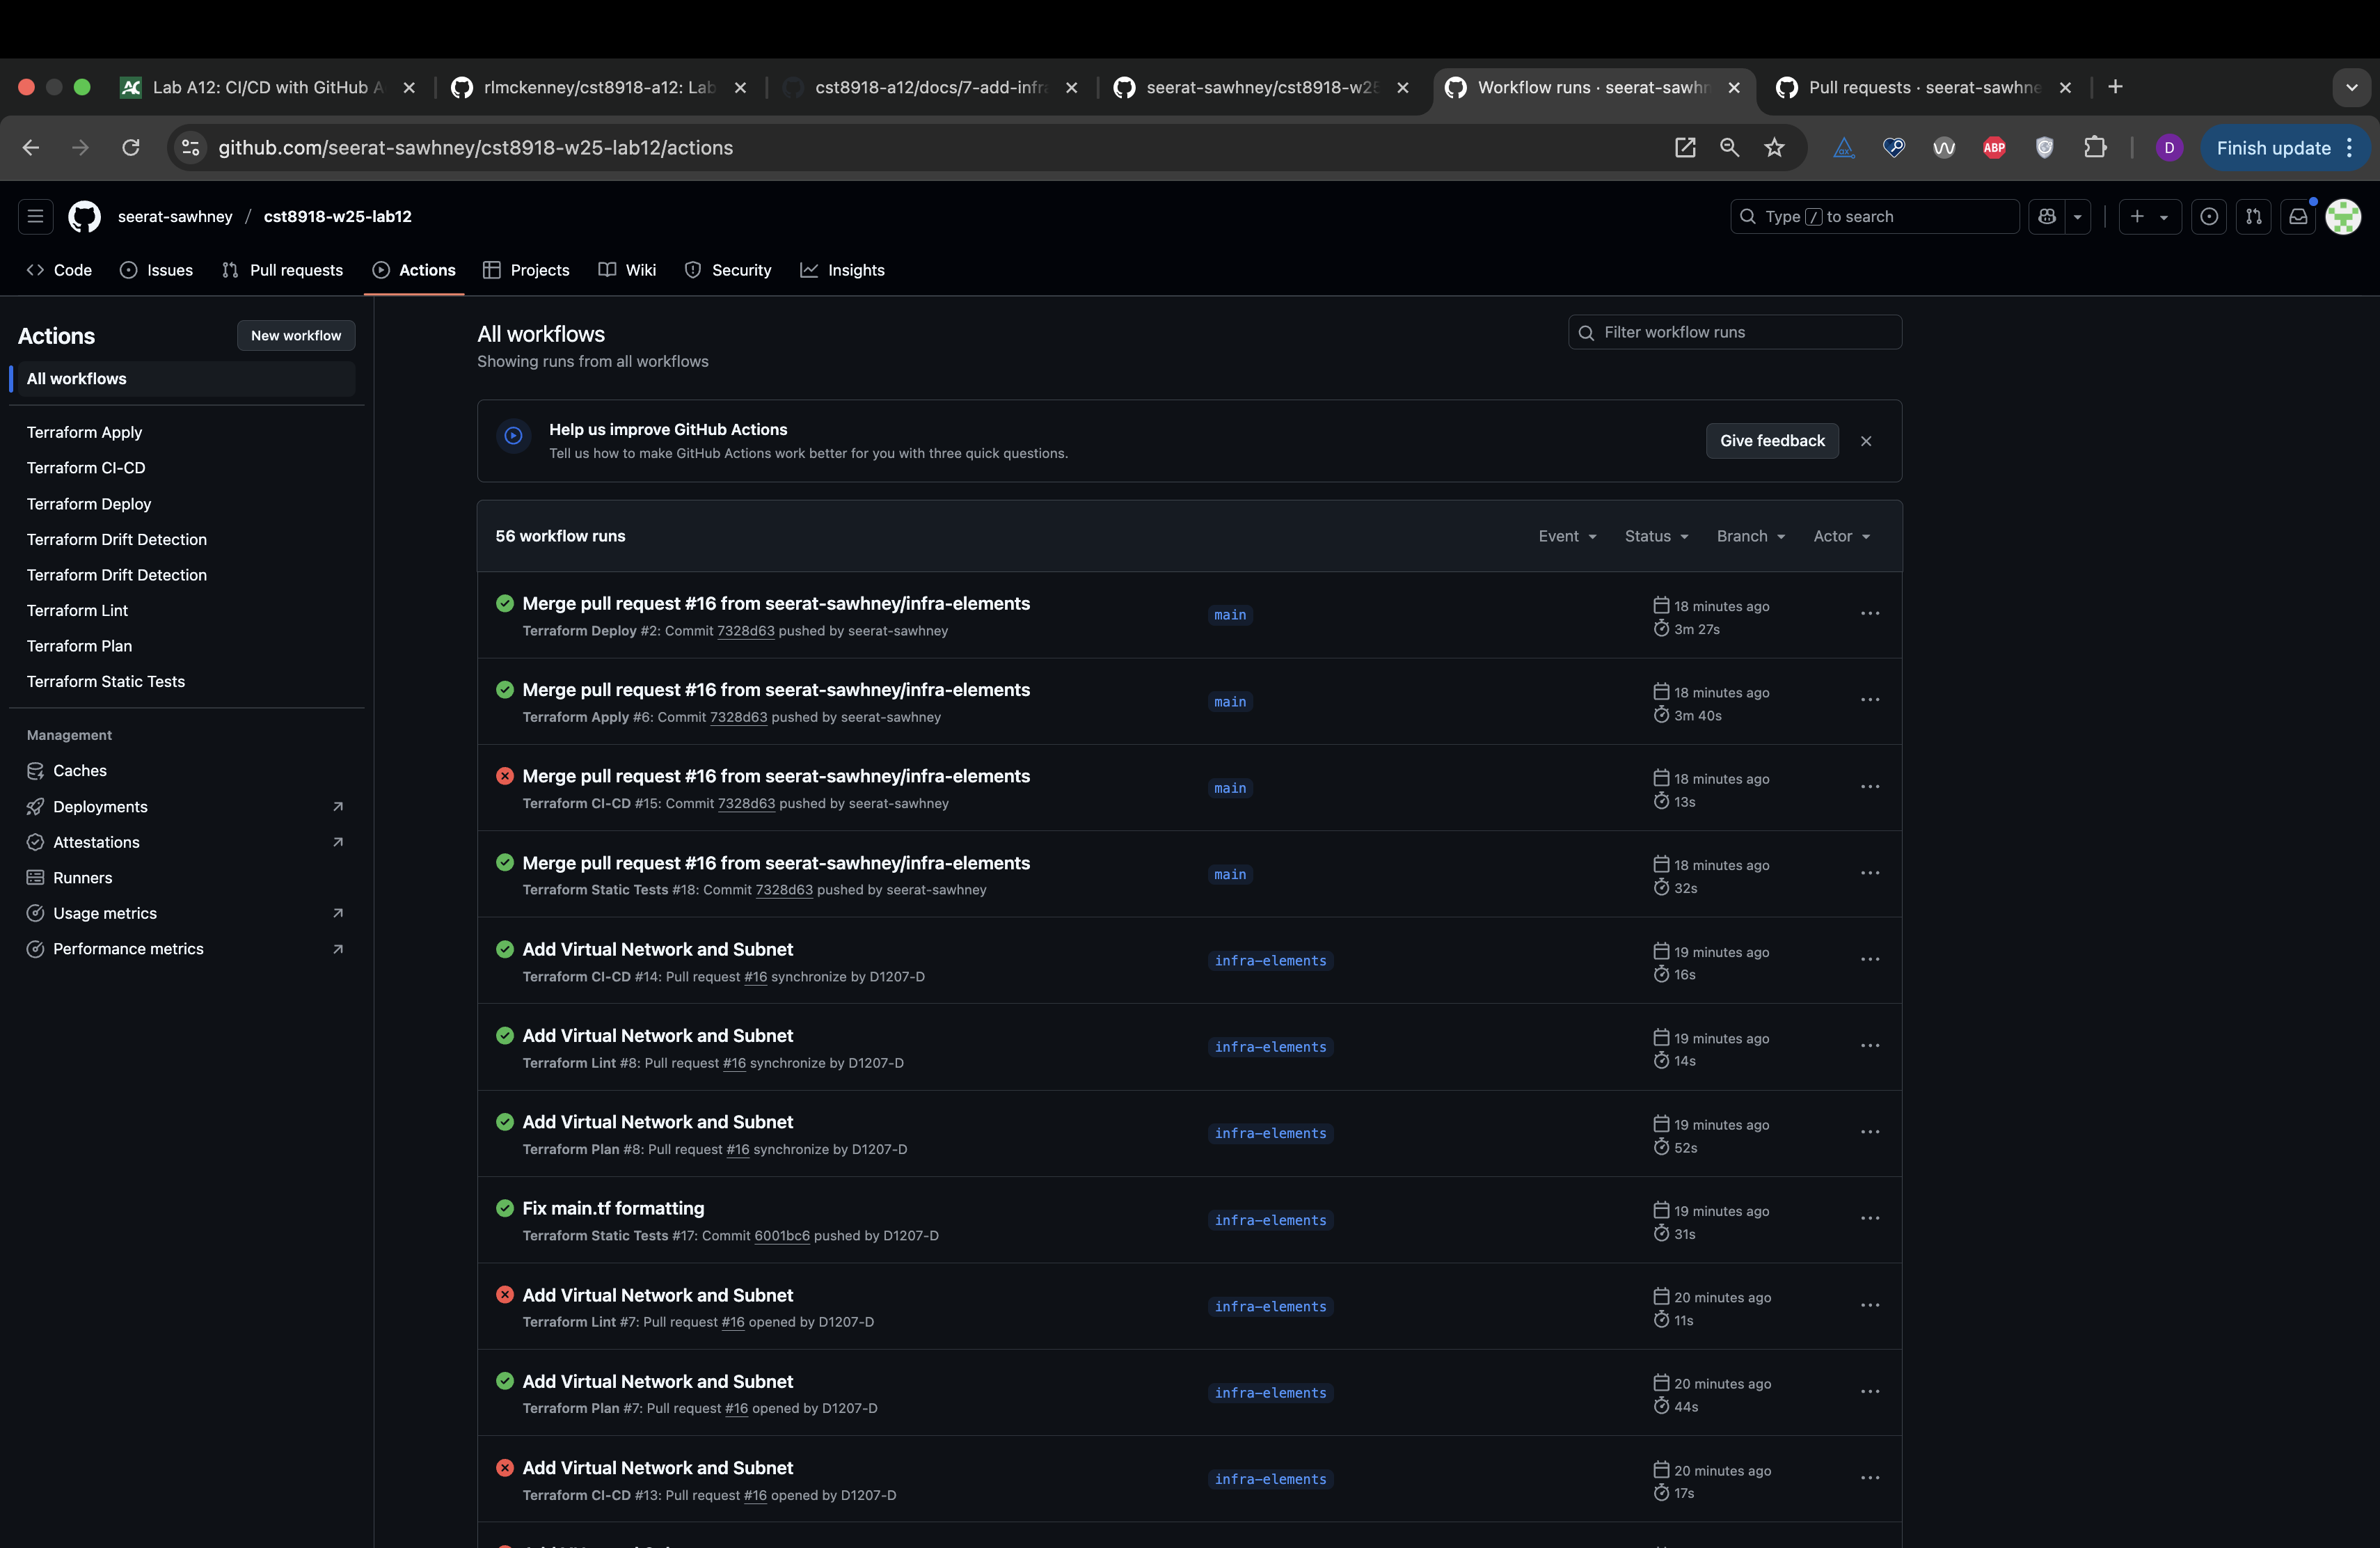 Lab A12: CI/CD with GitHub A
rlmckenney/cst8918-a12: Lab
cst8918-a12/docs/7-add-infra
seerat-sawhney/cst8918-w25
Workflow runs · seerat-sawhn
Pull requests · seerat-sawhne
github.com/seerat-sawhney/cst8918-w25-lab12/actions
ABP
D
Finish update
seerat-sawhney / cst8918-w25-lab12
Type / to search
Code
Issues
Pull requests
Actions
Projects
Wiki
Security
Insights
Actions
New workflow
All workflows
Terraform Apply
Terraform CI-CD
Terraform Deploy
Terraform Drift Detection
Terraform Drift Detection
Terraform Lint
Terraform Plan
Terraform Static Tests
Management
Caches
Deployments
Attestations
Runners
Usage metrics
Performance metrics
All workflows
Showing runs from all workflows
Filter workflow runs
Help us improve GitHub Actions
Tell us how to make GitHub Actions work better for you with three quick questions.
Give feedback
56 workflow runs
Event
Status
Branch
Actor
Merge pull request #16 from seerat-sawhney/infra-elements
Terraform Deploy #2: Commit 7328d63 pushed by seerat-sawhney
main
18 minutes ago
3m 27s
Merge pull request #16 from seerat-sawhney/infra-elements
Terraform Apply #6: Commit 7328d63 pushed by seerat-sawhney
main
18 minutes ago
3m 40s
Merge pull request #16 from seerat-sawhney/infra-elements
Terraform CI-CD #15: Commit 7328d63 pushed by seerat-sawhney
main
18 minutes ago
13s
Merge pull request #16 from seerat-sawhney/infra-elements
Terraform Static Tests #18: Commit 7328d63 pushed by seerat-sawhney
main
18 minutes ago
32s
Add Virtual Network and Subnet
Terraform CI-CD #14: Pull request #16 synchronize by D1207-D
infra-elements
19 minutes ago
16s
Add Virtual Network and Subnet
Terraform Lint #8: Pull request #16 synchronize by D1207-D
infra-elements
19 minutes ago
14s
Add Virtual Network and Subnet
Terraform Plan #8: Pull request #16 synchronize by D1207-D
infra-elements
19 minutes ago
52s
Fix main.tf formatting
Terraform Static Tests #17: Commit 6001bc6 pushed by D1207-D
infra-elements
19 minutes ago
31s
Add Virtual Network and Subnet
Terraform Lint #7: Pull request #16 opened by D1207-D
infra-elements
20 minutes ago
11s
Add Virtual Network and Subnet
Terraform Plan #7: Pull request #16 opened by D1207-D
infra-elements
20 minutes ago
44s
Add Virtual Network and Subnet
Terraform CI-CD #13: Pull request #16 opened by D1207-D
infra-elements
20 minutes ago
17s